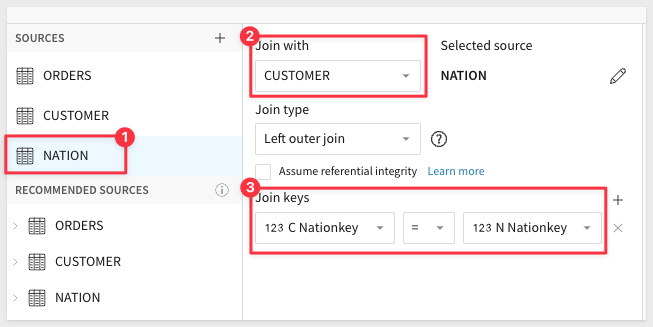 SOURCES +
ORDERS
CUSTOMER
1
NATION
RECOMMENDED SOURCES
ORDERS
CUSTOMER
NATION
2
Join with
CUSTOMER
Selected source
NATION
Join type
Left outer join ?
Assume referential integrity Learn more
3
Join keys +
123 C Nationkey = 123 N Nationkey ×